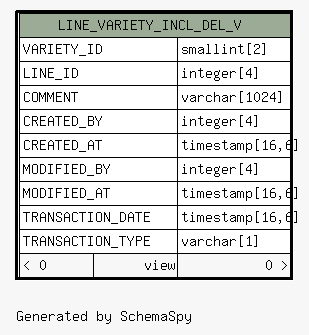 LINE_VARIETY_INCL_DEL_V
VARIETY_ID smallint[2]
LINE_ID integer[4]
COMMENT varchar[1024]
CREATED_BY integer[4]
CREATED_AT timestamp[16,6]
MODIFIED_BY integer[4]
MODIFIED_AT timestamp[16,6]
TRANSACTION_DATE timestamp[16,6]
TRANSACTION_TYPE varchar[1]
< 0 view 0 >
Generated by SchemaSpy